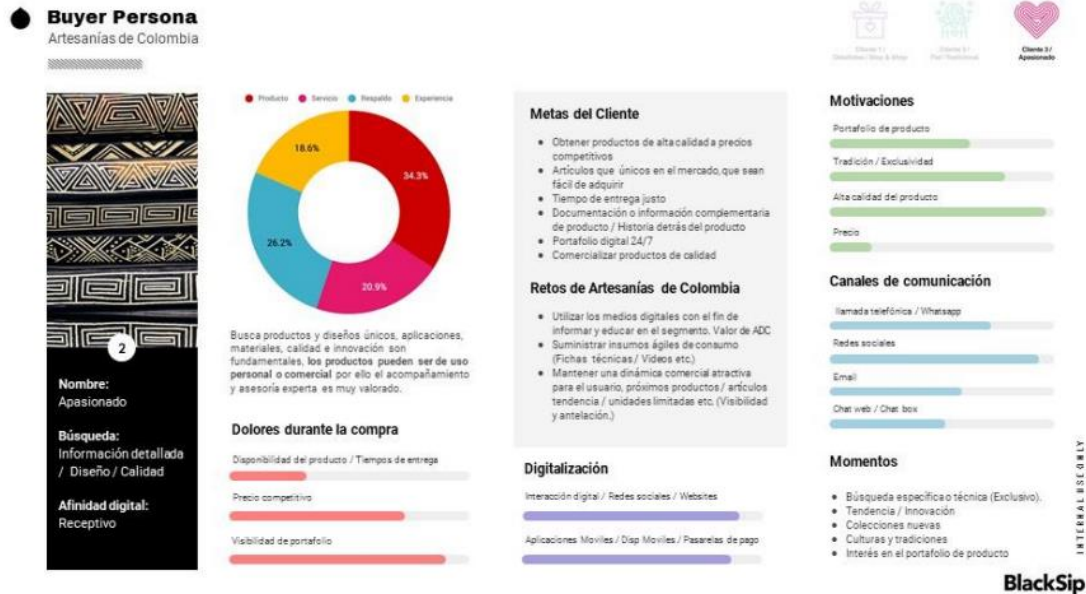 Buyer Persona
Artesanías de Colombia
Cliente 1 /
Cliente 2 /
Cliente 3 /
Apasionado
Producto
Servicio
Respaldo
Experiencia
18.6%
34.3%
26.2%
20.9%
Busca productos y diseños únicos, aplicaciones,
materiales, calidad e innovación son
fundamentales, los productos pueden ser de uso
personal o comercial por ello el acompañamiento
y asesoría experta es muy valorado.
2
Nombre:
Apasionado
Búsqueda:
Información detallada
/ Diseño / Calidad
Afinidad digital:
Receptivo
Dolores durante la compra
Disponibilidad del producto / Tiempos de entrega
Precio competitivo
Visibilidad de portafolio
Metas del Cliente
Obtener productos de alta calidad a precios
competitivos
Artículos que únicos en el mercado, que sean
fácil de adquirir
Tiempo de entrega justo
Documentación o información complementaria
de producto / Historia detrás del producto
Portafolio digital 24/7
Comercializar productos de calidad
Retos de Artesanías de Colombia
Utilizar los medios digitales con el fin de
informar y educar en el segmento. Valor de ADC
Suministrar insumos ágiles de consumo
(Fichas técnicas / Videos etc.)
Mantener una dinámica comercial atractiva
para el usuario, próximos productos / artículos
tendencia / unidades limitadas etc. (Visibilidad
y antelación.)
Digitalización
Interacción digital / Redes sociales / Websites
Aplicaciones Moviles / Disp Moviles / Pasarelas de pago
Motivaciones
Portafolio de producto
Tradición / Exclusividad
Alta calidad del producto
Precio
Canales de comunicación
llamada telefónica / Whatsapp
Redes sociales
Email
Chat web / Chat box
Momentos
Búsqueda específica o técnica (Exclusivo).
Tendencia / Innovación
Colecciones nuevas
Culturas y tradiciones
Interés en el portafolio de producto
INTERNAL USE ONLY
BlackSip